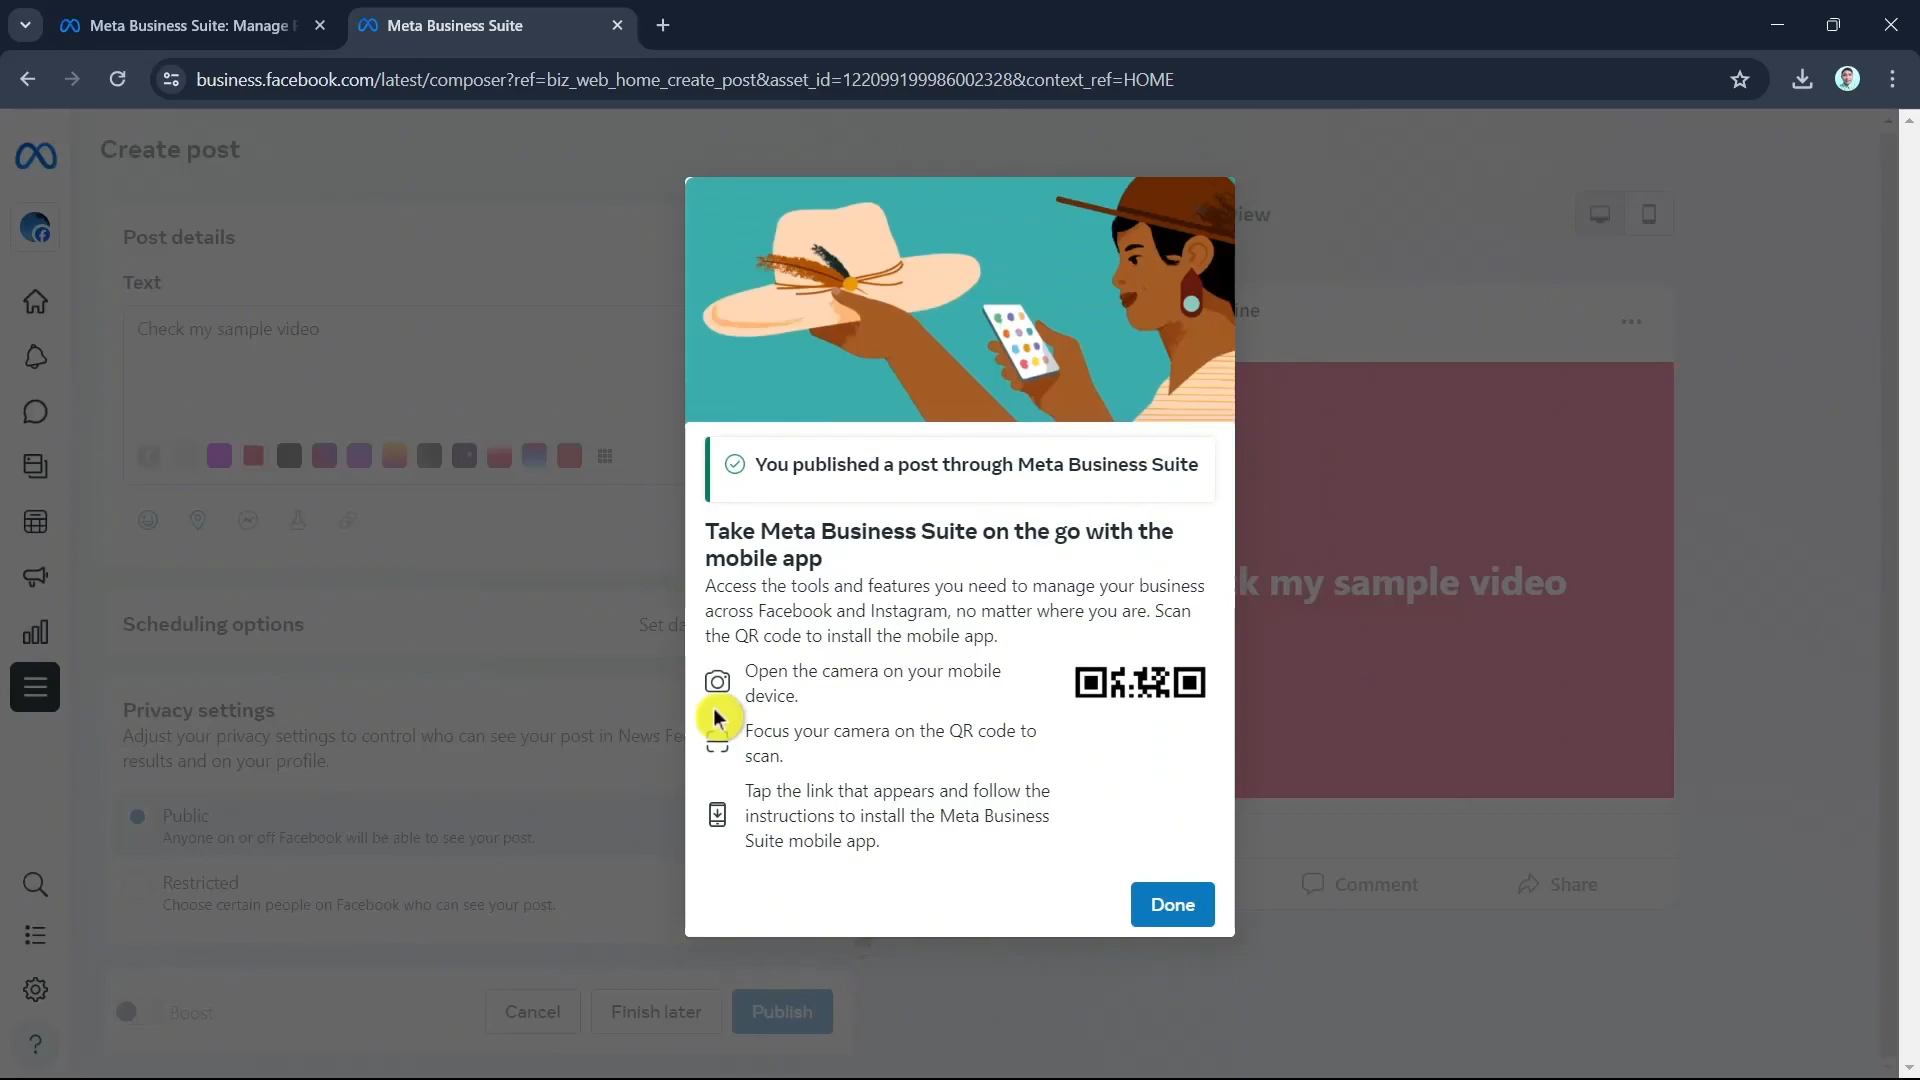 Meta Business Suite: Manage
Meta Business Suite
business.facebook.com/latest/composer?ref=biz_web_home_create_post&asset_id=122099199986002328&context_ref=HOME
Create post
Post details
Text
Check my sample video
Scheduling options
Set da
Privacy settings
Adjust your privacy settings to control who can see your post in News Fe
results and on your profile.
Public
Anyone on or off Facebook will be able to see your post.
Restricted
Choose certain people on Facebook who can see your post.
Boost
Cancel
Finish later
Publish
You published a post through Meta Business Suite
Take Meta Business Suite on the go with the
mobile app
Access the tools and features you need to manage your business
across Facebook and Instagram, no matter where you are. Scan
the QR code to install the mobile app.
Open the camera on your mobile
device.
Focus your camera on the QR code to
scan.
Tap the link that appears and follow the
instructions to install the Meta Business
Suite mobile app.
Done
iew
ine
k my sample video
Comment
Share